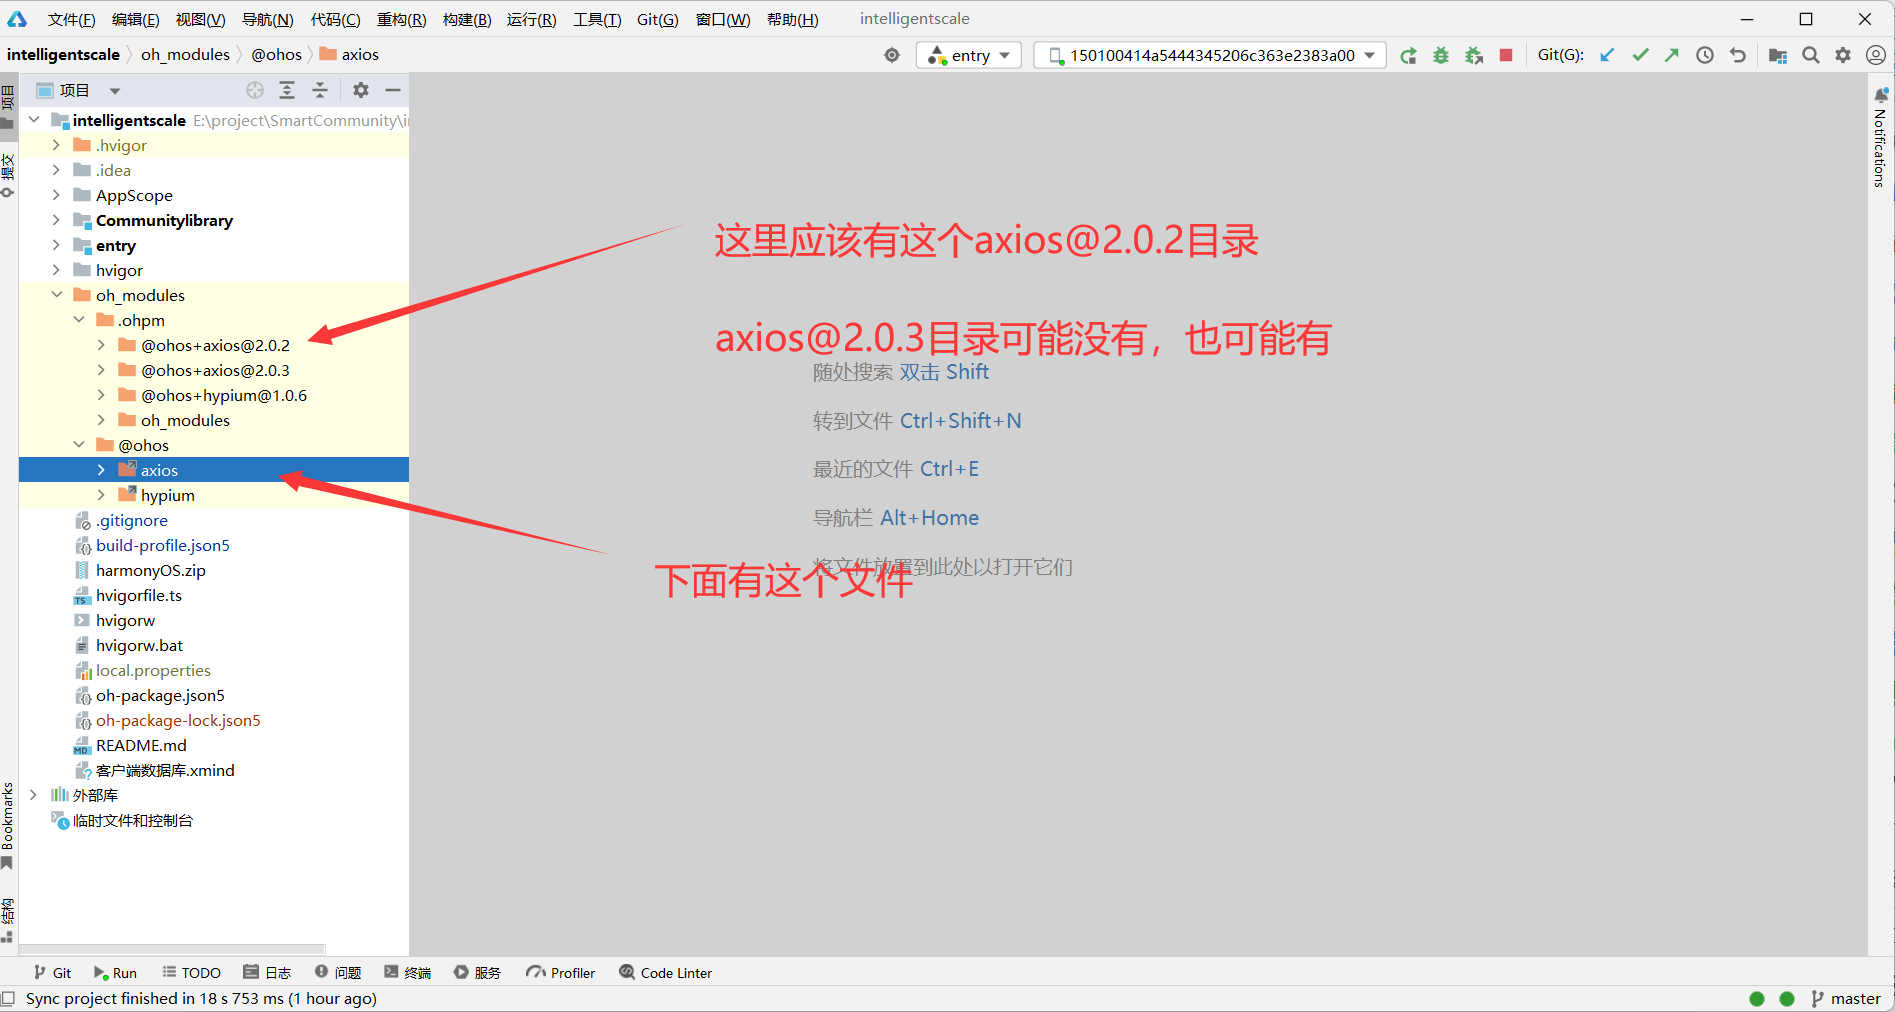 文件(F) 编辑(E) 视图(V) 导航(N) 代码(C) 重构(R) 构建(B) 运行(R) 工具(T) Git(G) 窗口(W) 帮助(H) intelligentscale
intelligentscale oh_modules @ohos axios entry 150100414a5444345206c363e2383a00 Git(G):
项目
项目
提交
Bookmarks
结构
Notifications
intelligentscale E:\project\SmartCommunity\i
.hvigor
.idea
AppScope
Communitylibrary
entry
hvigor
oh_modules
.ohpm
@ohos+axios@2.0.2
@ohos+axios@2.0.3
@ohos+hypium@1.0.6
oh_modules
@ohos
axios
hypium
.gitignore
build-profile.json5
harmonyOS.zip
hvigorfile.ts
hvigorw
hvigorw.bat
local.properties
oh-package.json5
oh-package-lock.json5
README.md
客户端数据库.xmind
外部库
临时文件和控制台
这里应该有这个axios@2.0.2目录
axios@2.0.3目录可能没有，也可能有
随处搜索 双击 Shift
转到文件 Ctrl+Shift+N
最近的文件 Ctrl+E
导航栏 Alt+Home
将文件放置到此处以打开它们
下面有这个文件
Git Run TODO 日志 问题 终端 服务 Profiler Code Linter
Sync project finished in 18 s 753 ms (1 hour ago) master